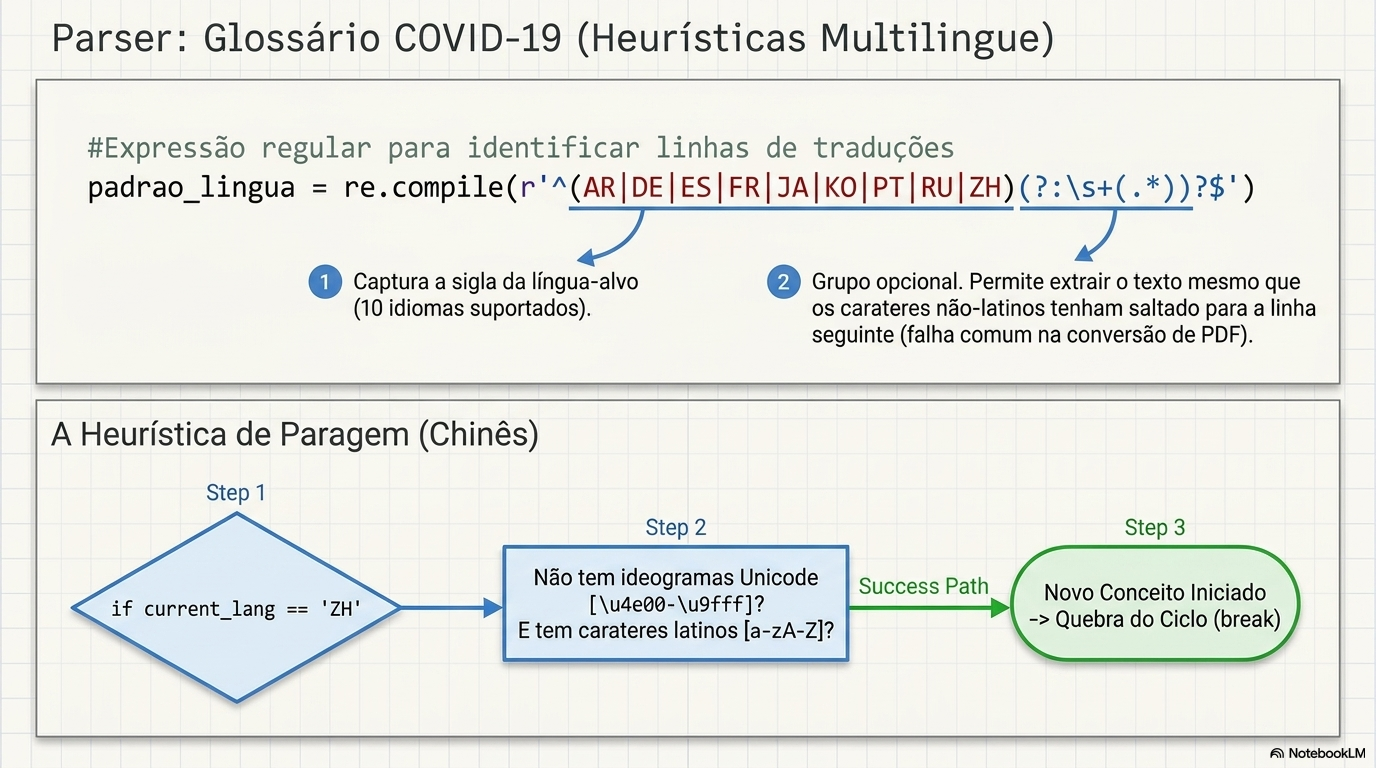 Parser: Glossário COVID-19 (Heurísticas Multilingue)
#Expressão regular para identificar linhas de traduções
padrao_lingua = re.compile(r'^(AR|DE|ES|FR|JA|KO|PT|RU|ZH)(?:\s+(.*))?$')
1 Captura a sigla da língua-alvo
(10 idiomas suportados).
2 Grupo opcional. Permite extrair o texto mesmo que
os carateres não-latinos tenham saltado para a linha
seguinte (falha comum na conversão de PDF).
A Heurística de Paragem (Chinês)
Step 1
if current_lang == 'ZH'
Step 2
Não tem ideogramas Unicode
[\u4e00-\u9fff]?
E tem carateres latinos [a-zA-Z]?
Success Path
Step 3
Novo Conceito Iniciado
-> Quebra do Ciclo (break)
NotebookLM